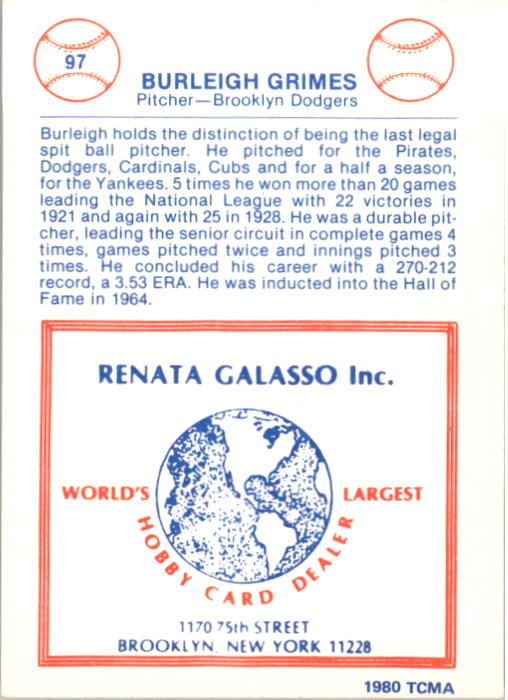 97
BURLEIGH GRIMES
Pitcher—Brooklyn Dodgers
Burleigh holds the distinction of being the last legal
spit ball pitcher. He pitched for the Pirates,
Dodgers, Cardinals, Cubs and for a half a season,
for the Yankees. 5 times he won more than 20 games
leading the National League with 22 victories in
1921 and again with 25 in 1928. He was a durable pit-
cher, leading the senior circuit in complete games 4
times, games pitched twice and innings pitched 3
times. He concluded his career with a 270-212
record, a 3.53 ERA. He was inducted into the Hall of
Fame in 1964.
RENATA GALASSO Inc.
WORLD'S LARGEST
HOBBY CARD DEALER
1170 75th STREET
BROOKLYN, NEW YORK 11228
1980 TCMA